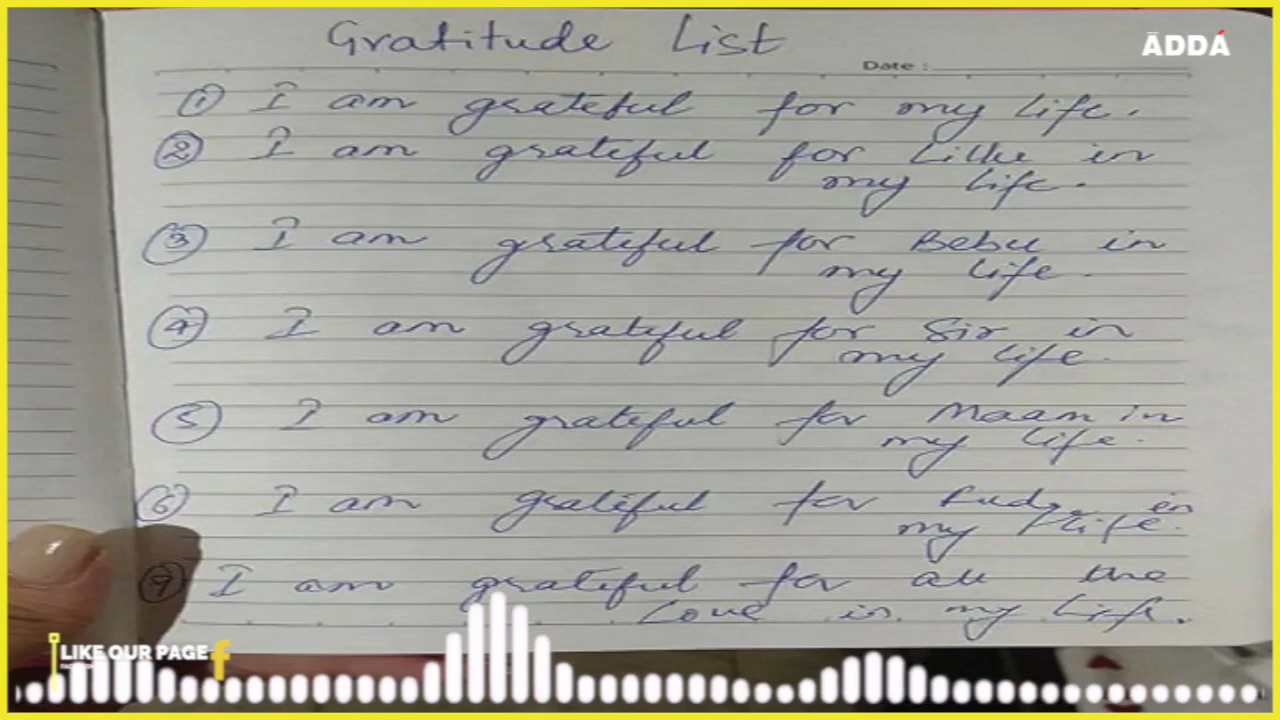 Gratitude List
ĀDDÁ
Date :
① I am grateful for my life.
② I am grateful for in
my life.
③ I am grateful for Bebu in
my life.
④ I am grateful for Sir in
my life.
⑤ I am grateful for Maam in
my life.
⑥ I am grateful for in
my life.
⑦ I am grateful for all the
love in my life.
LIKE OUR PAGE f